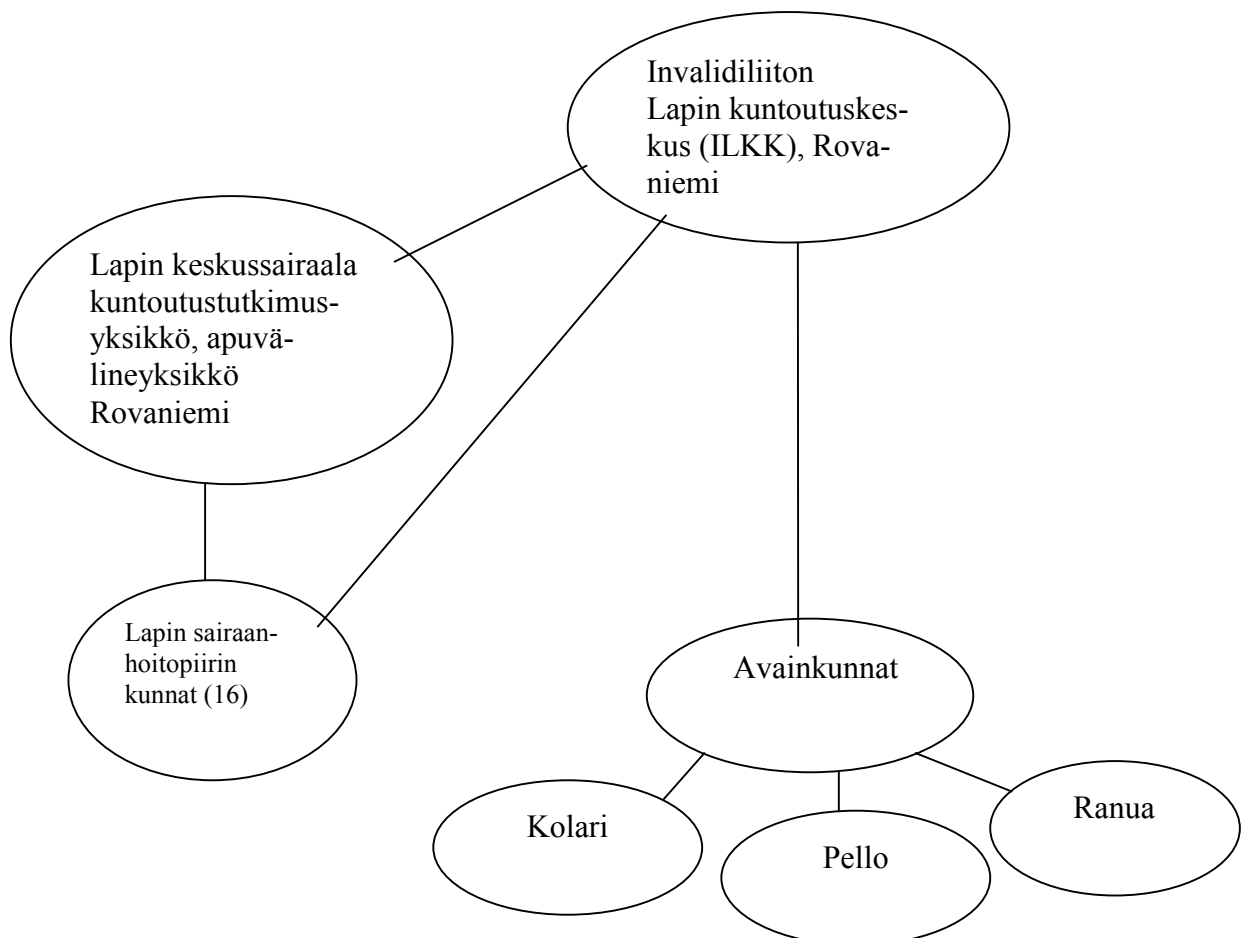 Invalidiliiton
Lapin kuntoutuskes-
kus (ILKK), Rova-
niemi
Lapin keskussairaala
kuntoutustutkimus-
yksikkö, apuvä-
lineyksikkö
Rovaniemi
Lapin sairaan-
hoitopiirin
kunnat (16)
Avainkunnat
Kolari
Pello
Ranua